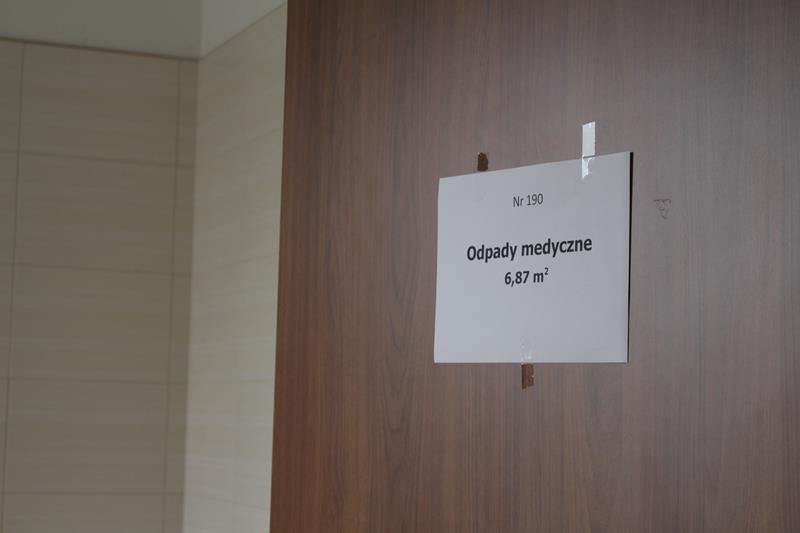 Nr 190
Odpady medyczne
6,87 m²